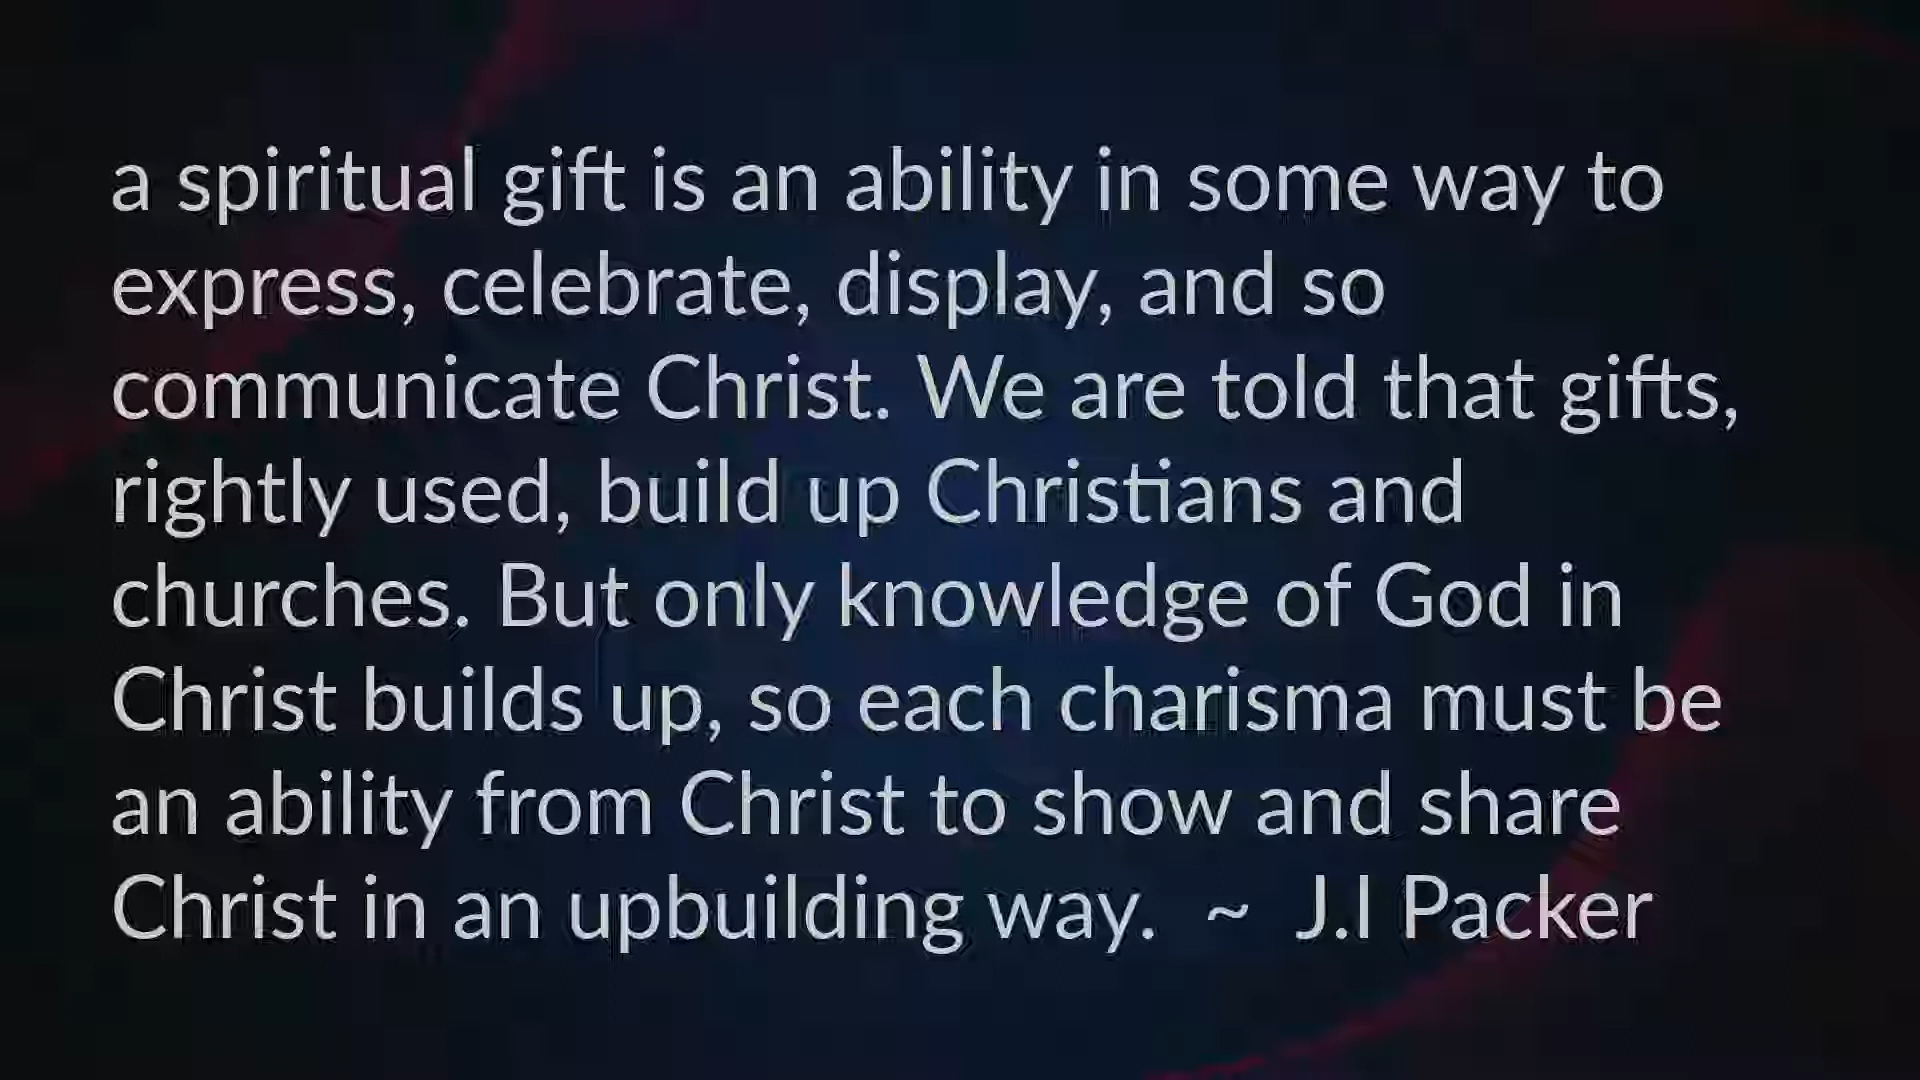 a spiritual gift is an ability in some way to
express, celebrate, display, and so
communicate Christ. We are told that gifts,
rightly used, build up Christians and
churches. But only knowledge of God in
Christ builds up, so each charisma must be
an ability from Christ to show and share
Christ in an upbuilding way.  ~  J.I Packer